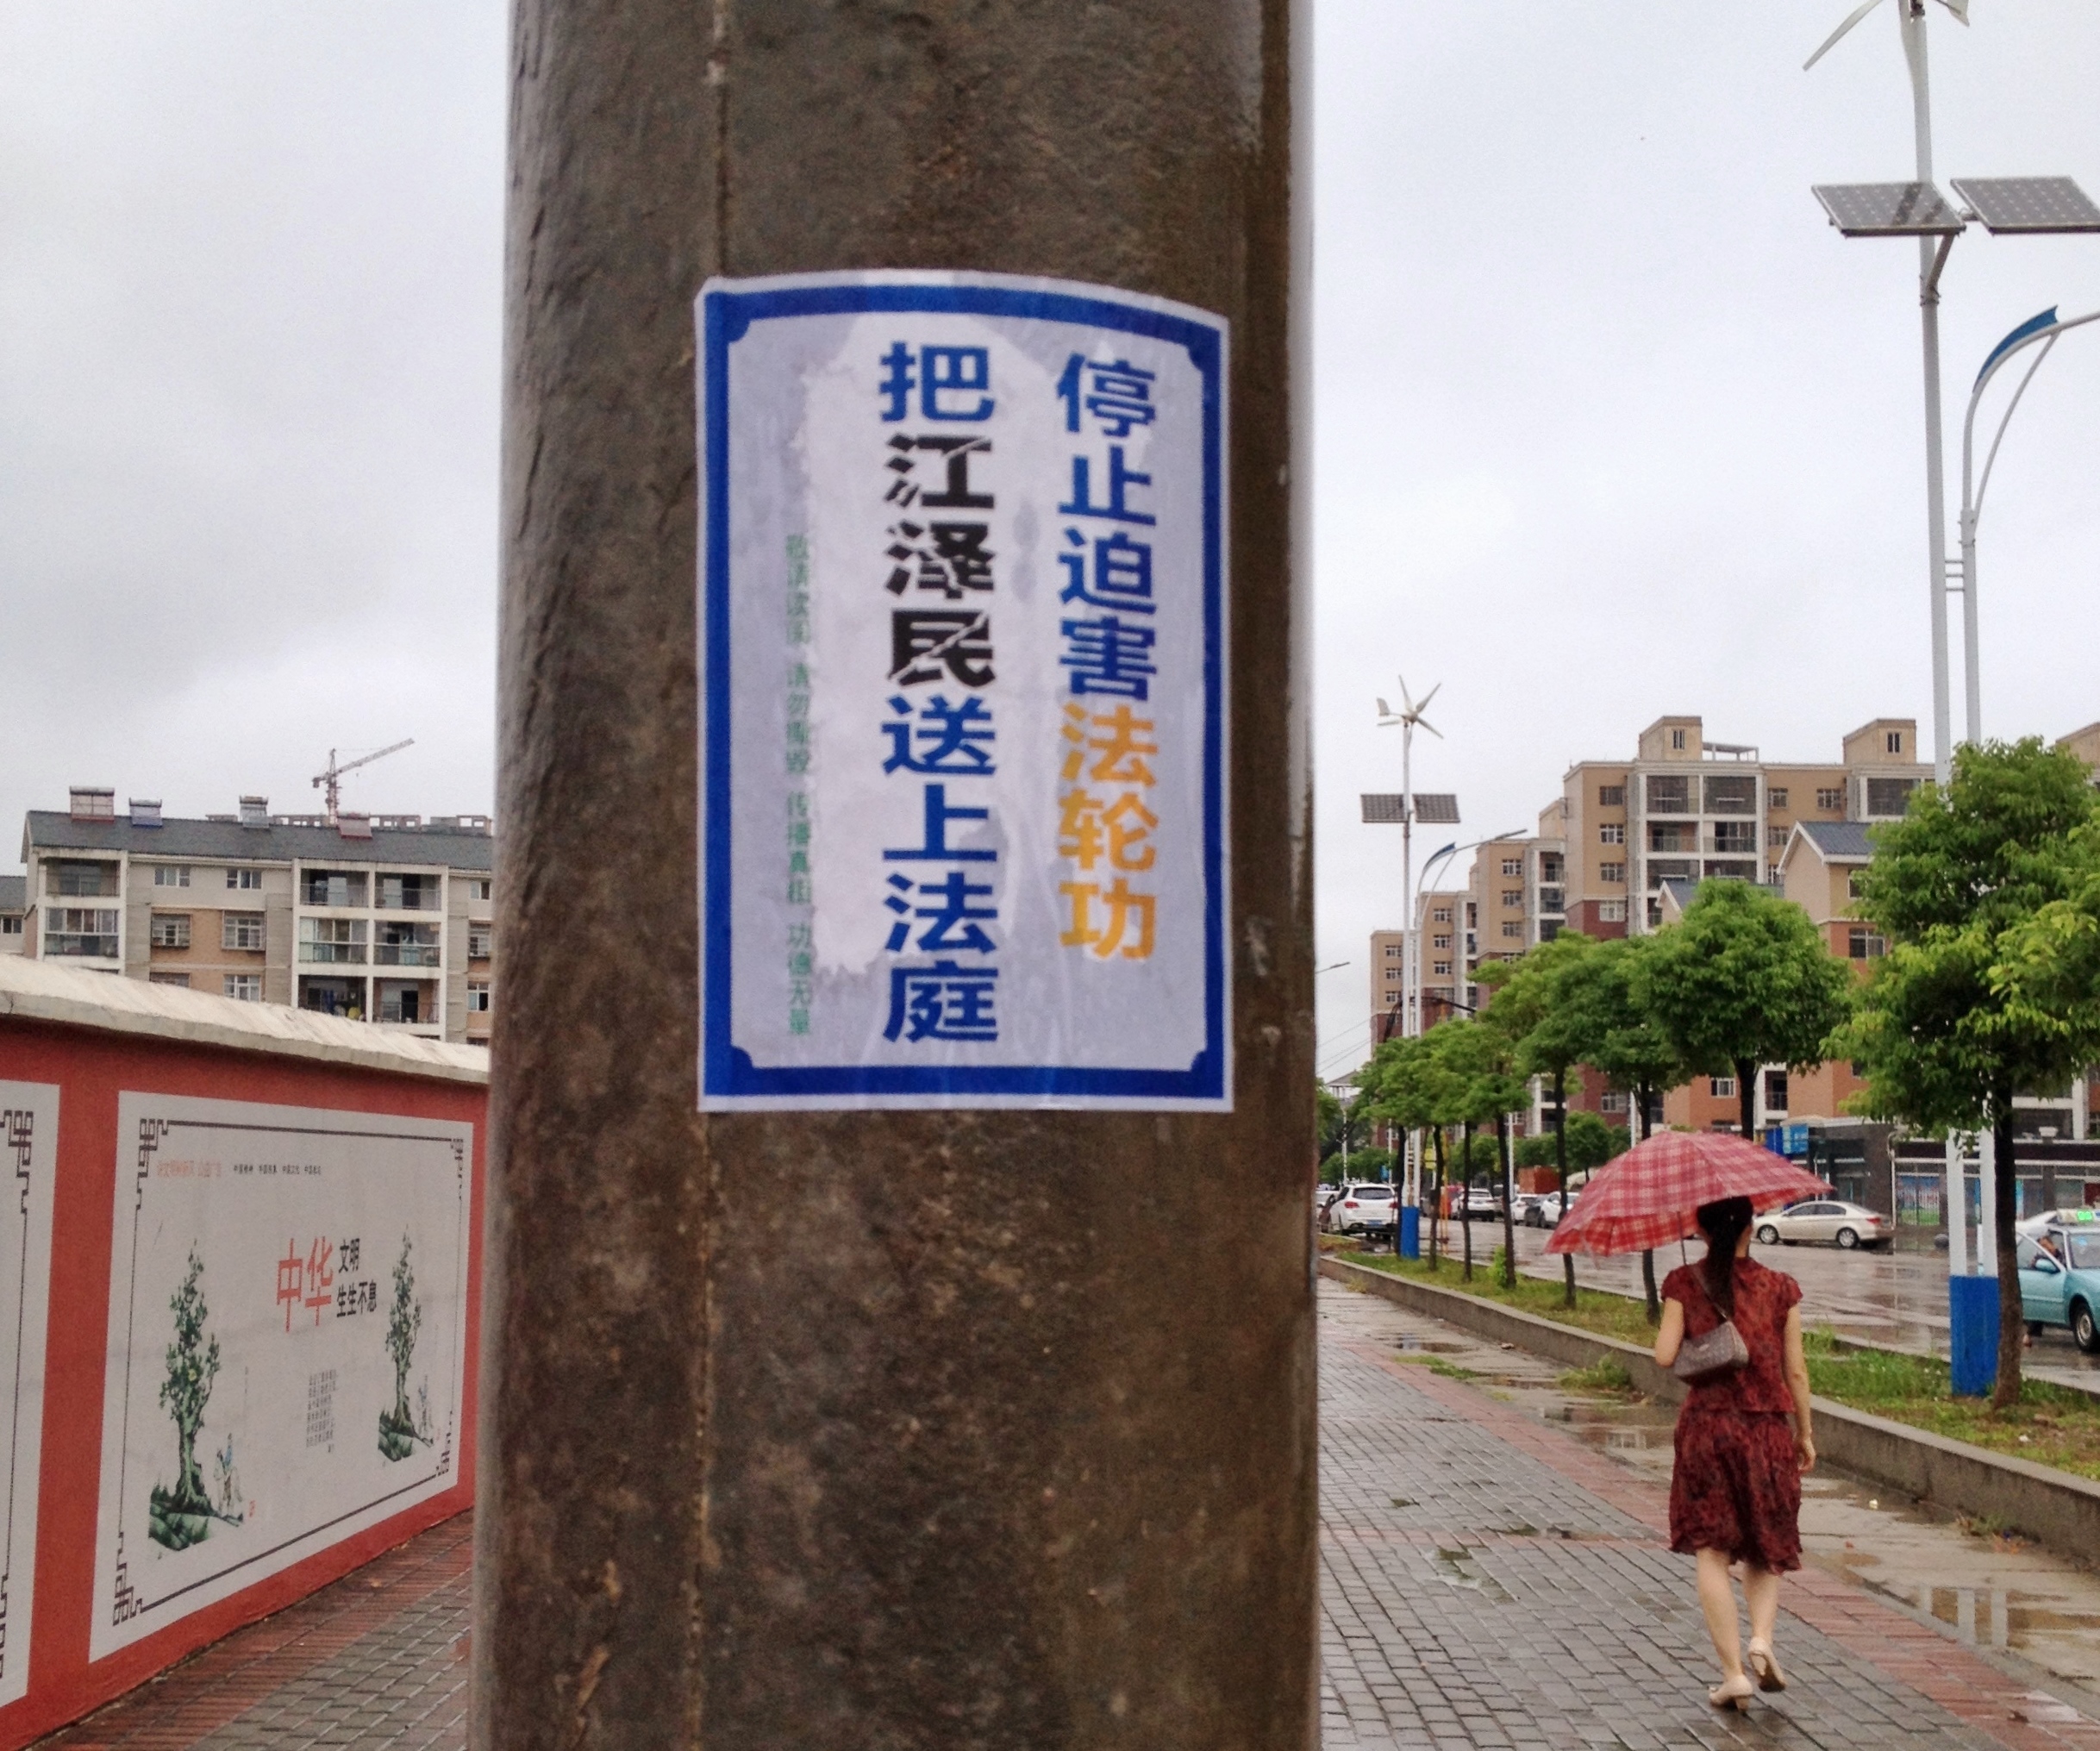 停止迫害法轮功
把江泽民送上法庭
敬请读阅 请勿撕毁 传播真相 功德无量
中华
文明
生生不息